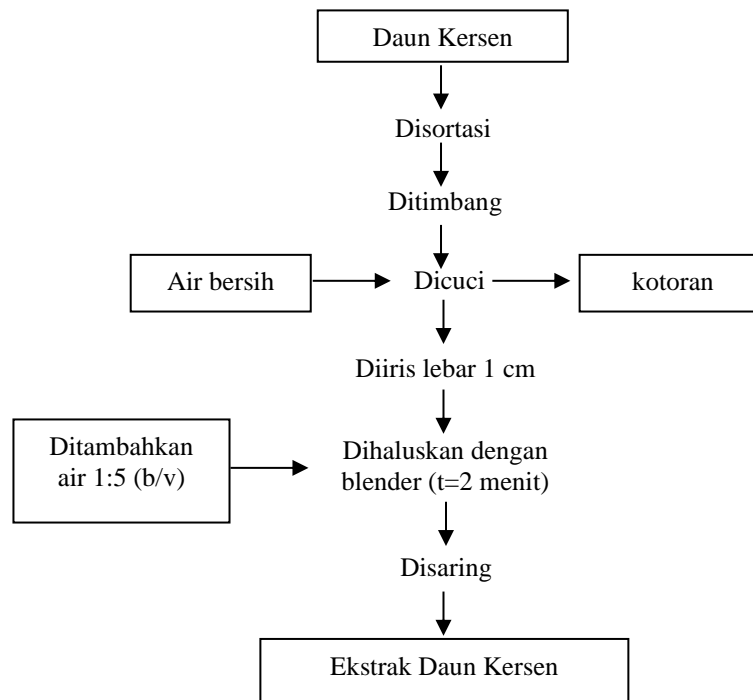 Daun Kersen
Disortasi
Ditimbang
Air bersih
Dicuci
kotoran
Diiris lebar 1 cm
Ditambahkan
air 1:5 (b/v)
Dihaluskan dengan
blender (t=2 menit)
Disaring
Ekstrak Daun Kersen